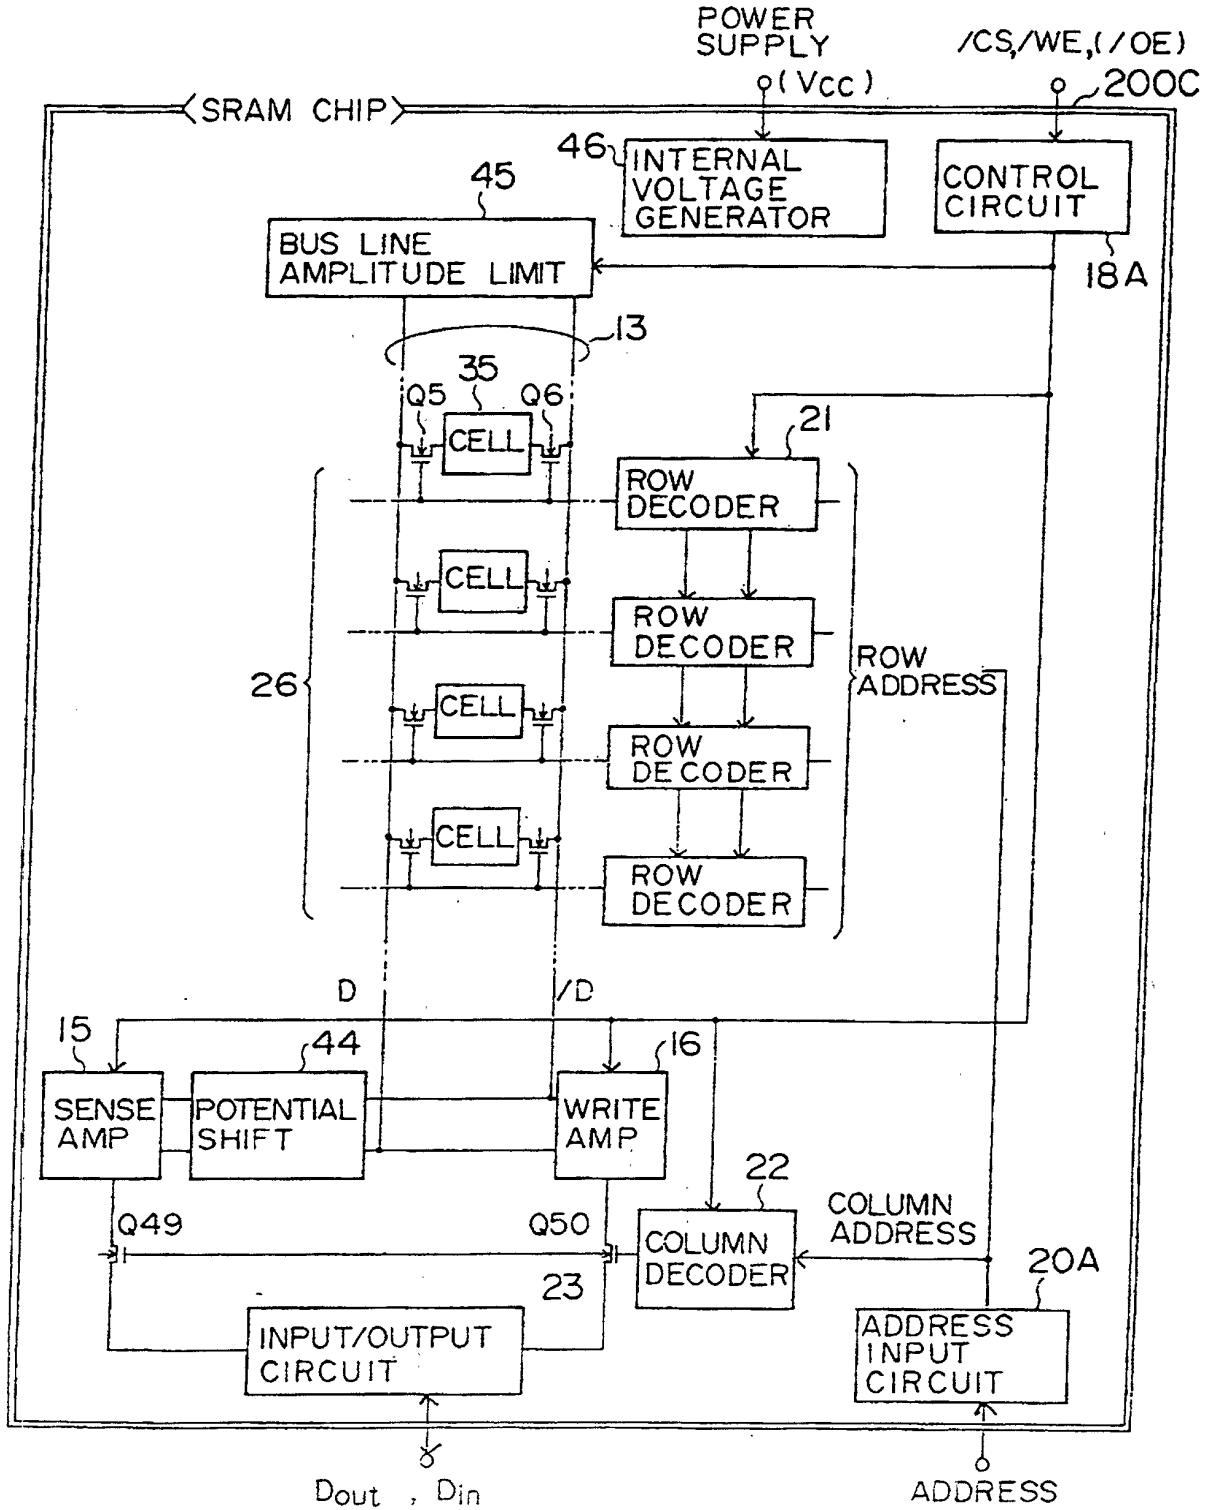 POWER
SUPPLY
(Vcc)
/CS,/WE,(/OE)
200C
<SRAM CHIP>
46
INTERNAL
VOLTAGE
GENERATOR
CONTROL
CIRCUIT
18A
45
BUS LINE
AMPLITUDE LIMIT
13
35
Q5
Q6
CELL
21
ROW
DECODER
CELL
ROW
DECODER
26
ROW
ADDRESS
CELL
ROW
DECODER
CELL
ROW
DECODER
D
/D
15
44
16
SENSE
AMP
POTENTIAL
SHIFT
WRITE
AMP
22
Q49
Q50
COLUMN
DECODER
COLUMN
ADDRESS
23
20A
INPUT/OUTPUT
CIRCUIT
ADDRESS
INPUT
CIRCUIT
Dout , Din
ADDRESS